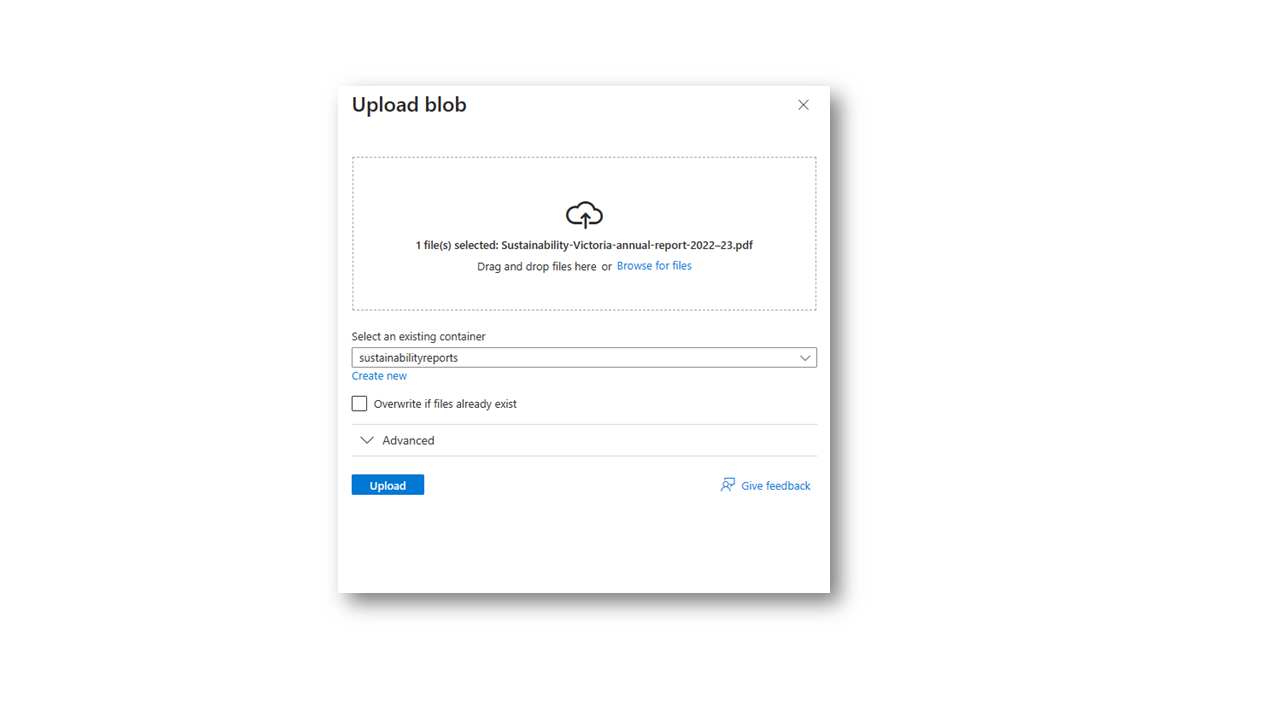 Upload blob
1 file(s) selected: Sustainability-Victoria-annual-report-2022–23.pdf
Drag and drop files here or Browse for files
Select an existing container
sustainabilityreports
Create new
Overwrite if files already exist
Advanced
Upload
Give feedback